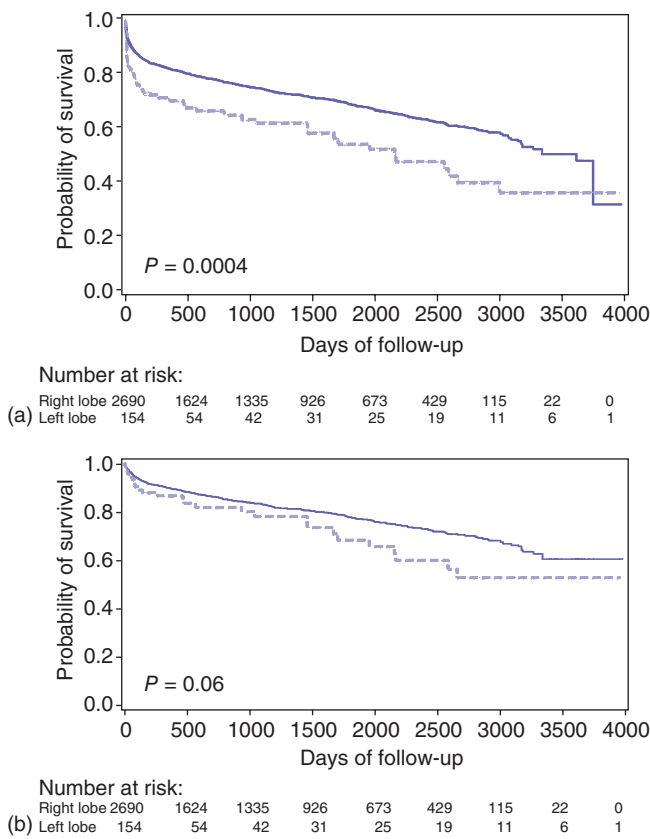 1.0
0.8
0.6
0.4
0.2
0.0
Probability of survival
P = 0.0004
0 500 1000 1500 2000 2500 3000 3500 4000
Days of follow-up
Number at risk:
Right lobe 2690 1624 1335 926 673 429 115 22 0
(a) Left lobe 154 54 42 31 25 19 11 6 1
1.0
0.8
0.6
0.4
0.2
0.0
Probability of survival
P = 0.06
0 500 1000 1500 2000 2500 3000 3500 4000
Days of follow-up
Number at risk:
Right lobe 2690 1624 1335 926 673 429 115 22 0
(b) Left lobe 154 54 42 31 25 19 11 6 1